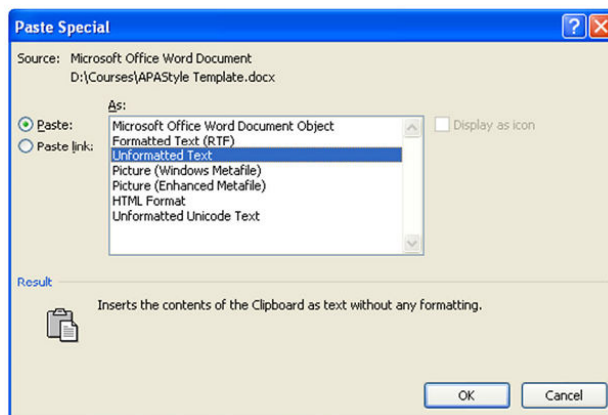 Paste Special
Source: Microsoft Office Word Document
D:\Courses\APAStyle Template.docx
As:
Paste:
Paste link:
Microsoft Office Word Document Object
Formatted Text (RTF)
Unformatted Text
Picture (Windows Metafile)
Picture (Enhanced Metafile)
HTML Format
Unformatted Unicode Text
Display as icon
Result
Inserts the contents of the Clipboard as text without any formatting.
OK
Cancel